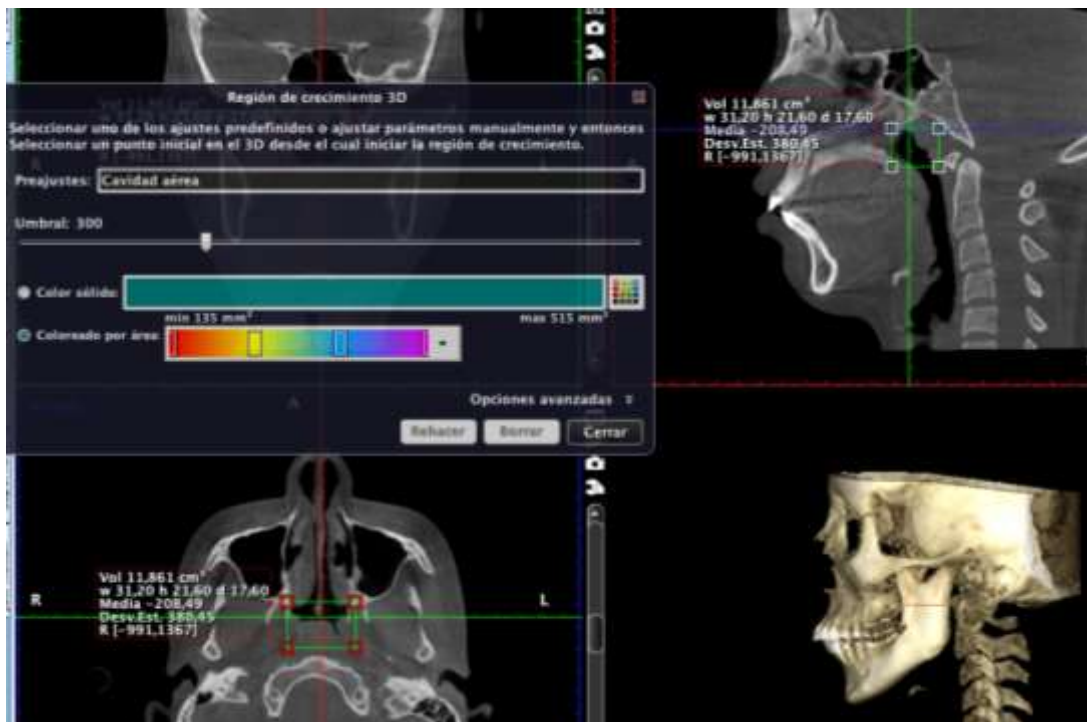 Región de crecimiento 3D
Seleccionar uno de los ajustes predefinidos o ajustar parámetros manualmente y entonces
Seleccionar un punto inicial en el 3D desde el cual iniciar la región de crecimiento.
Preajustes: Cavidad aérea
Umbral: 300
Color sólido:
min 135 mm² max 515 mm²
Coloreado por área:
Opciones avanzadas
Rehacer Borrar Cerrar
Vol 11,861 cm³
w 31,20 h 21,60 d 17,60
Media -208,49
Desv.Est. 380,45
R [-991,1367]
Vol 11,861 cm³
w 31,20 h 21,60 d 17,60
Media -208,49
Desv.Est. 380,45
R [-991,1367]
R L